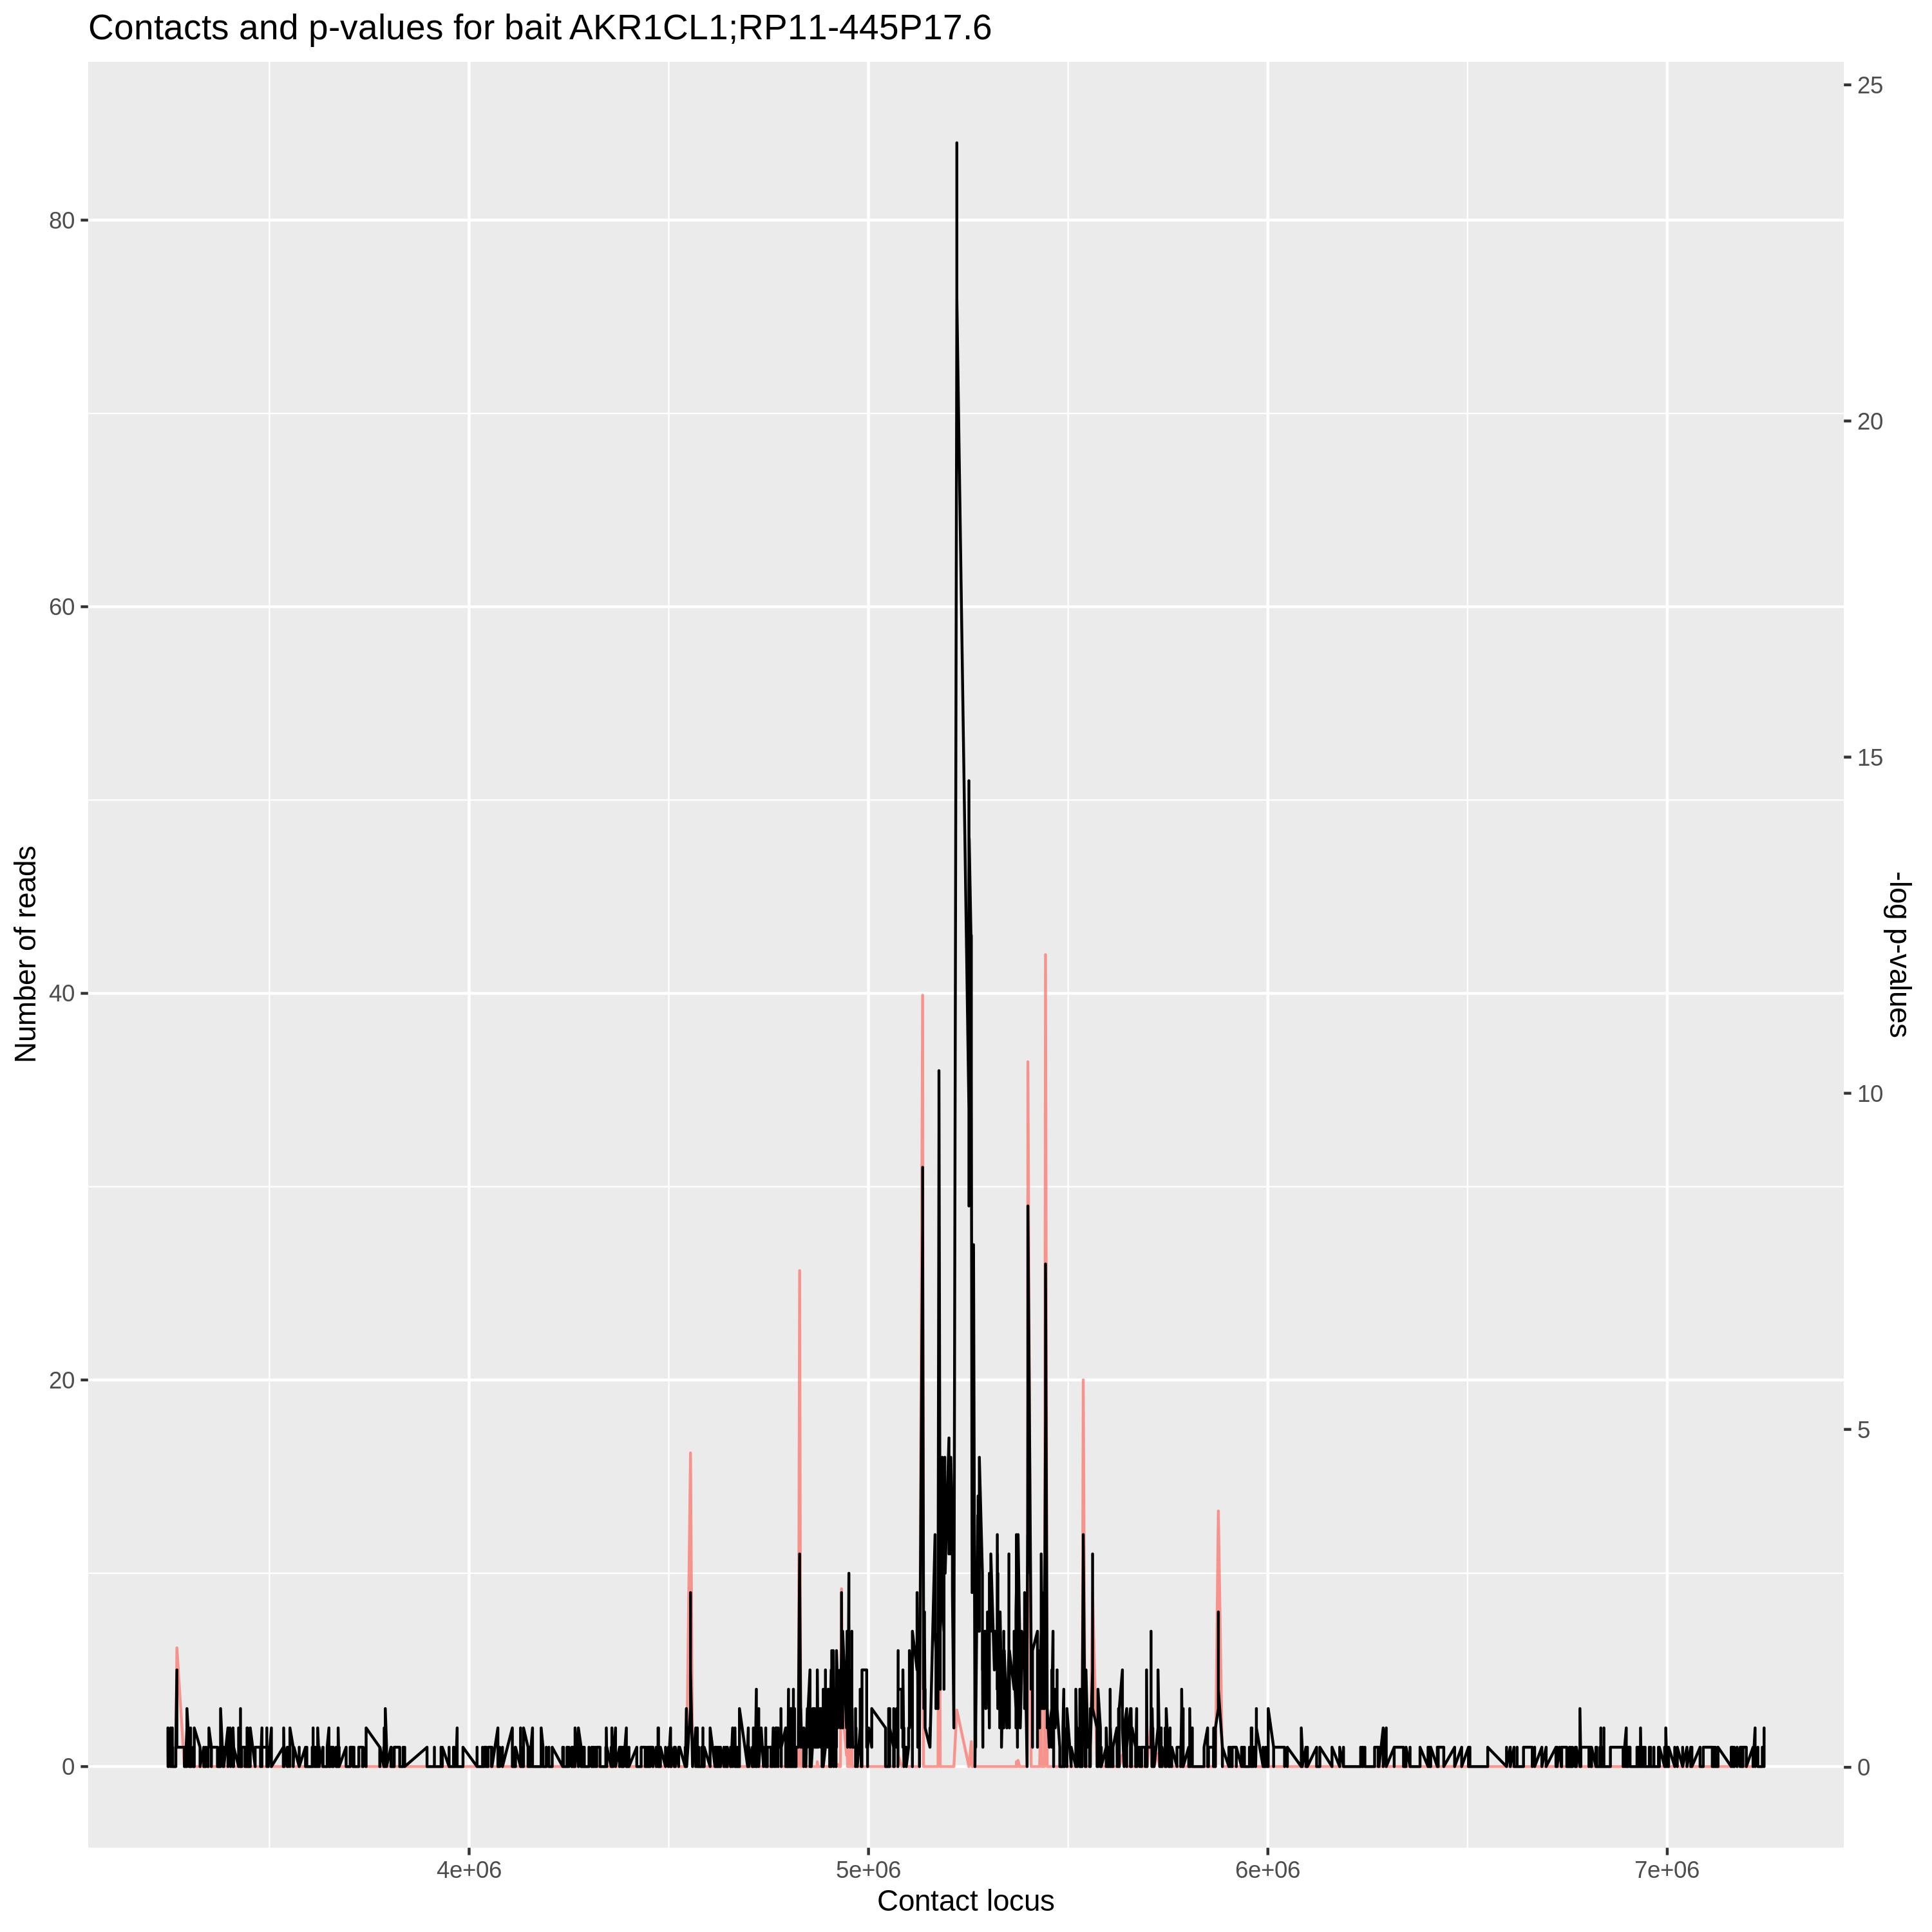 Contacts and p-values for bait AKR1CL1;RP11-445P17.6
80
60
40
20
0
Number of reads
25
20
15
10
5
0
-log p-values
4e+06
5e+06
6e+06
7e+06
Contact locus